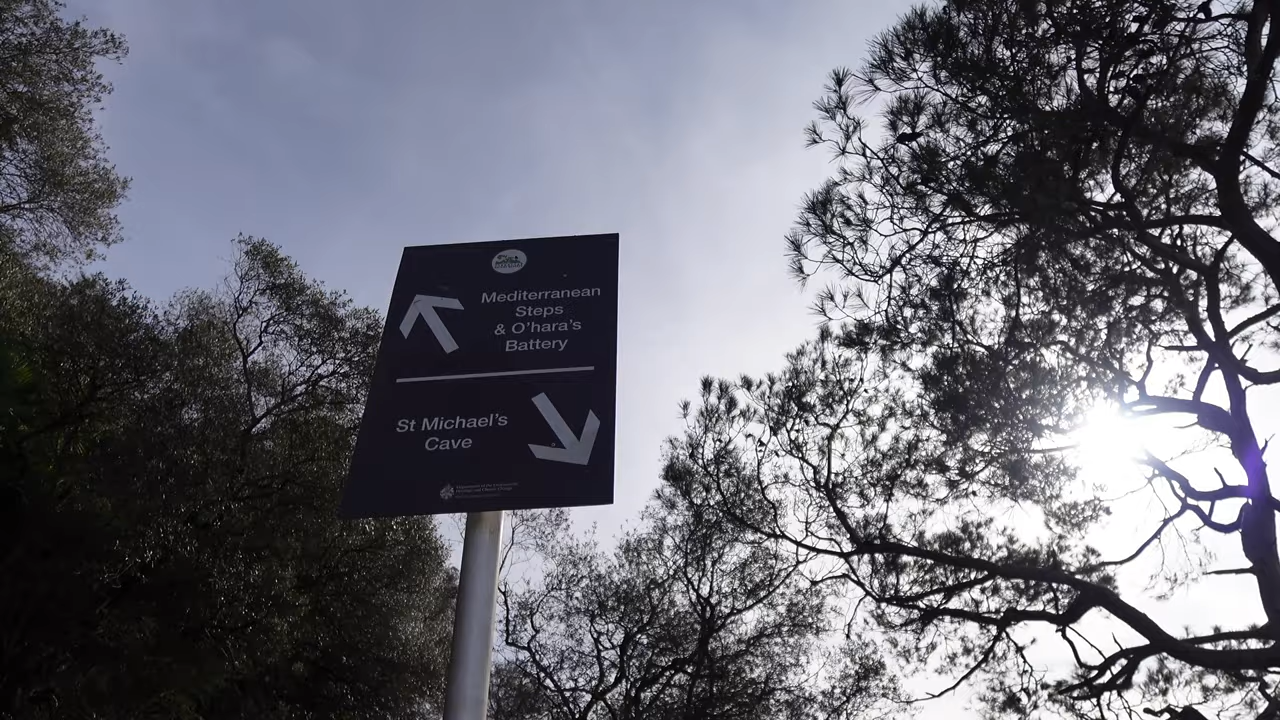 Mediterranean
Steps
& O'hara's
Battery
St Michael's
Cave